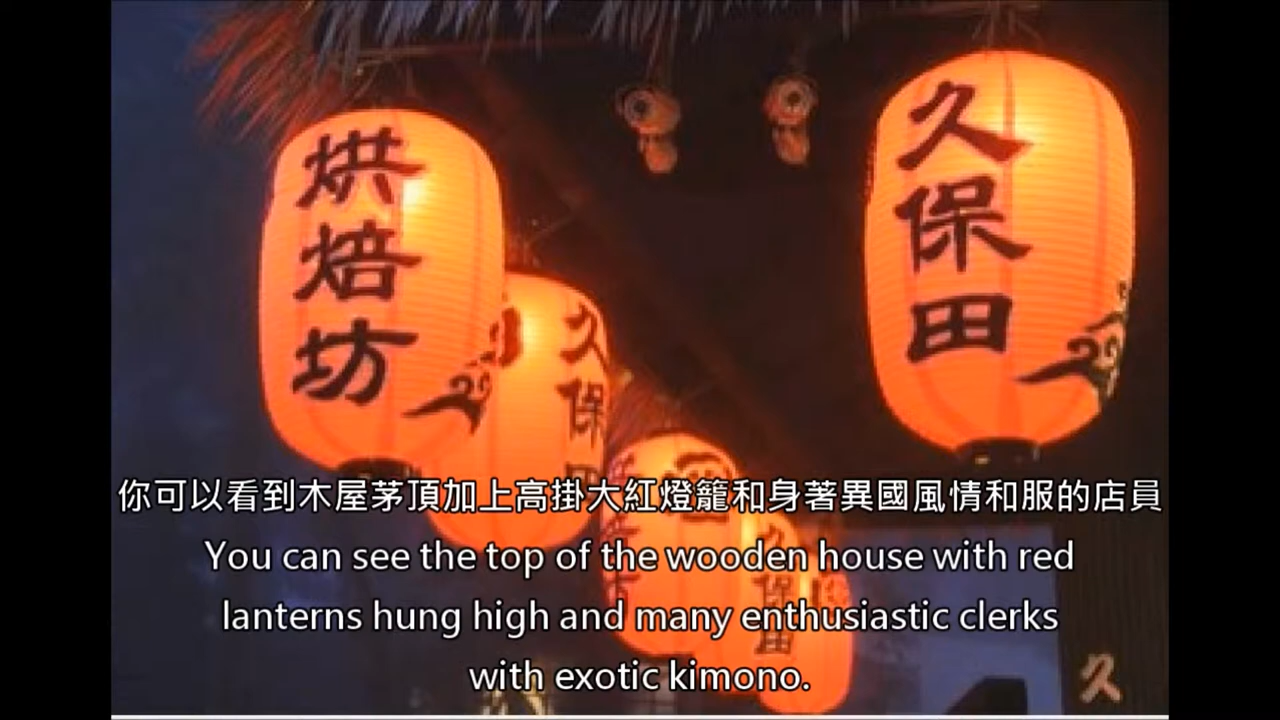 烘焙坊
久保田
久保
久保田
久
你可以看到木屋茅頂加上高掛大紅燈籠和身著異國風情和服的店員
You can see the top of the wooden house with red
lanterns hung high and many enthusiastic clerks
with exotic kimono.